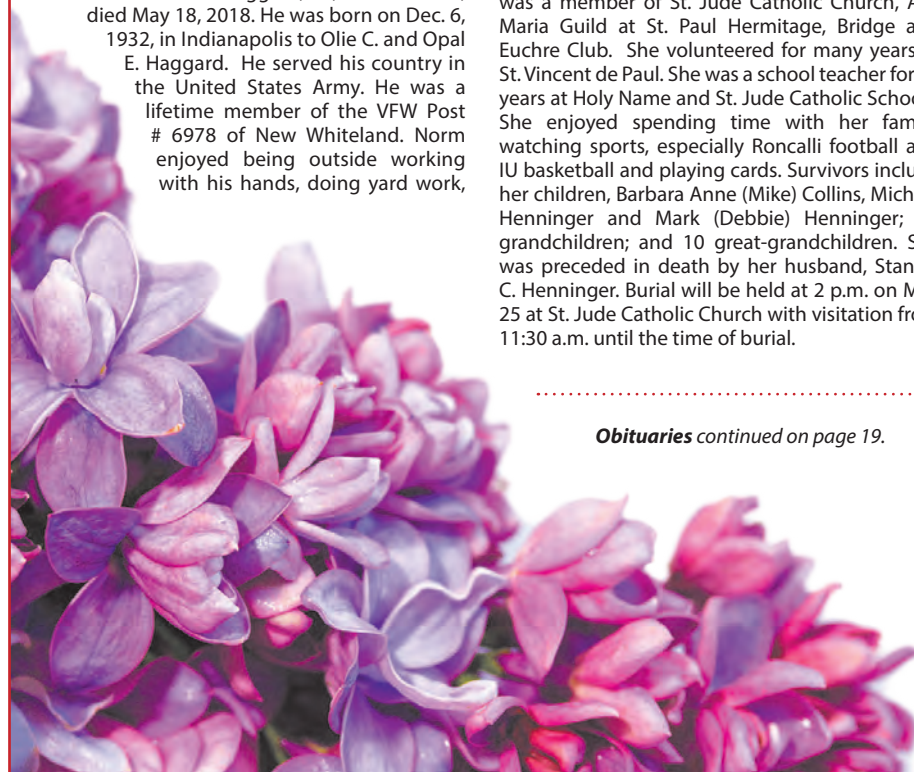 died May 18, 2018. He was born on Dec. 6,
1932, in Indianapolis to Olie C. and Opal
E. Haggard. He served his country in
the United States Army. He was a
lifetime member of the VFW Post
# 6978 of New Whiteland. Norm
enjoyed being outside working
with his hands, doing yard work,
was a member of St. Jude Catholic Church,
Maria Guild at St. Paul Hermitage, Bridge
Euchre Club. She volunteered for many years
St. Vincent de Paul. She was a school teacher for
years at Holy Name and St. Jude Catholic
She enjoyed spending time with her
watching sports, especially Roncalli football
IU basketball and playing cards. Survivors
her children, Barbara Anne (Mike) Collins,
Henninger and Mark (Debbie) Henninger;
grandchildren; and 10 great-grandchildren.
was preceded in death by her husband,
C. Henninger. Burial will be held at 2 p.m. on
25 at St. Jude Catholic Church with visitation
11:30 a.m. until the time of burial.
Obituaries continued on page 19.